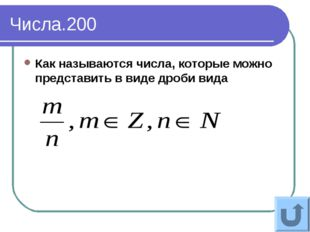 Числа.200
Как называются числа, которые можно
представить в виде дроби вида
m/n, m ∈ Z, n ∈ N